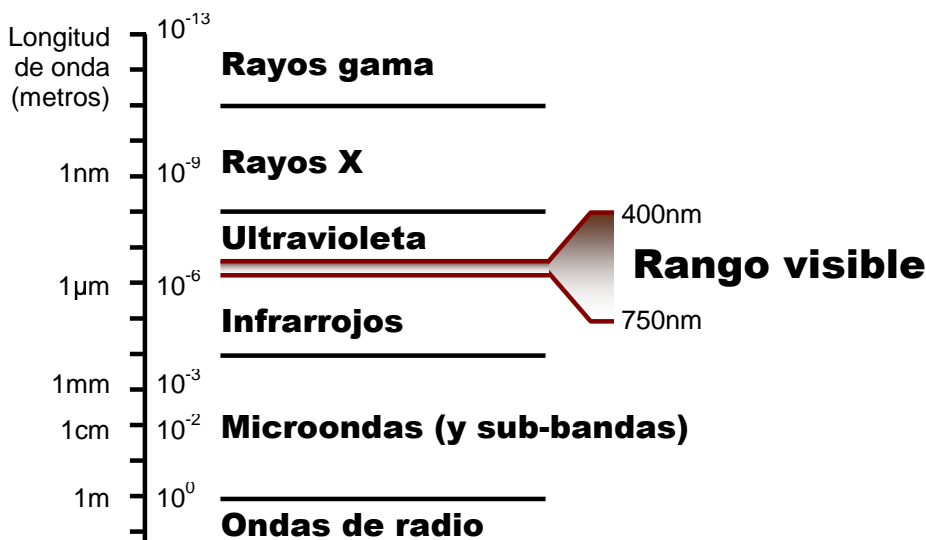 Longitud
de onda
(metros)
10-13
Rayos gama
1nm
10-9
Rayos X
400nm
Ultravioleta
Rango visible
1µm
10-6
Infrarrojos
750nm
1mm
10-3
1cm
10-2
Microondas (y sub-bandas)
1m
100
Ondas de radio